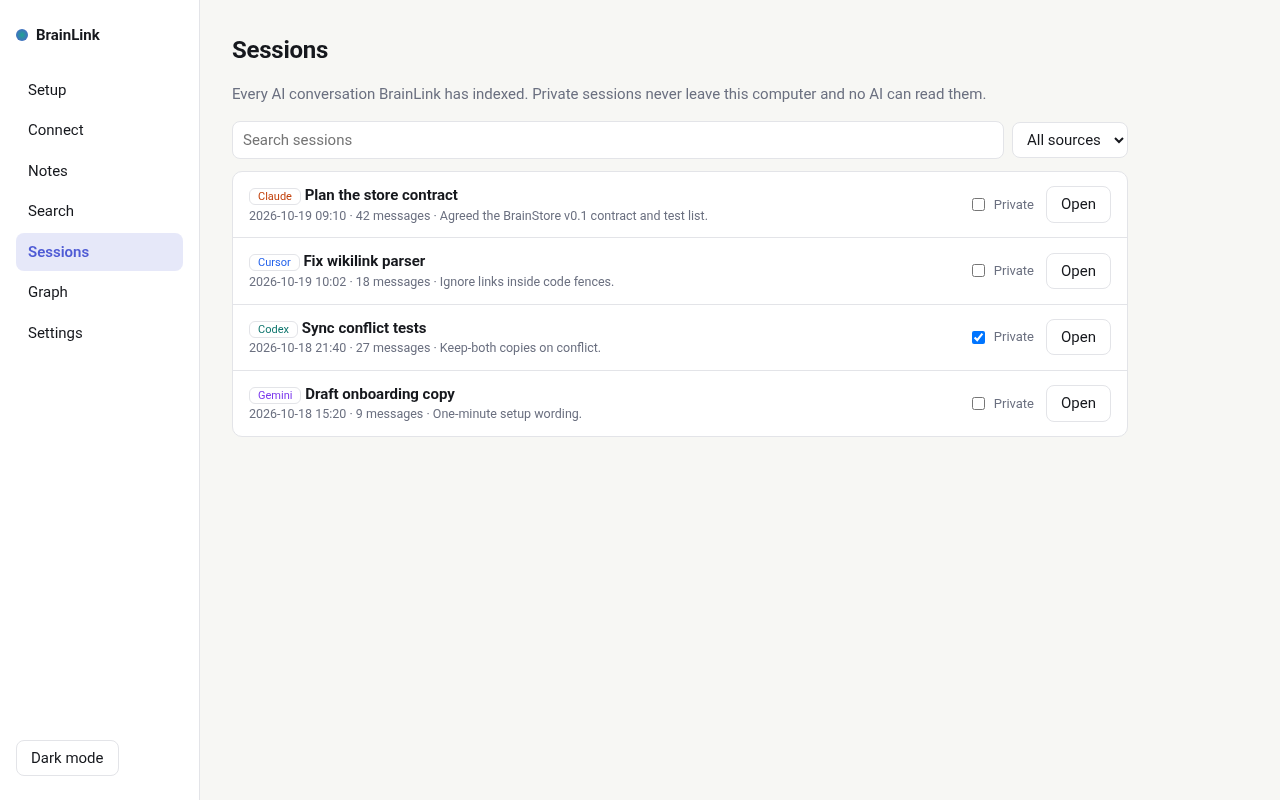 BrainLink
Setup
Connect
Notes
Search
Sessions
Graph
Settings
Dark mode
Sessions
Every AI conversation BrainLink has indexed. Private sessions never leave this computer and no AI can read them.
Search sessions
All sources
Claude Plan the store contract
2026-10-19 09:10 · 42 messages · Agreed the BrainStore v0.1 contract and test list.
Private
Open
Cursor Fix wikilink parser
2026-10-19 10:02 · 18 messages · Ignore links inside code fences.
Private
Open
Codex Sync conflict tests
2026-10-18 21:40 · 27 messages · Keep-both copies on conflict.
Private
Open
Gemini Draft onboarding copy
2026-10-18 15:20 · 9 messages · One-minute setup wording.
Private
Open